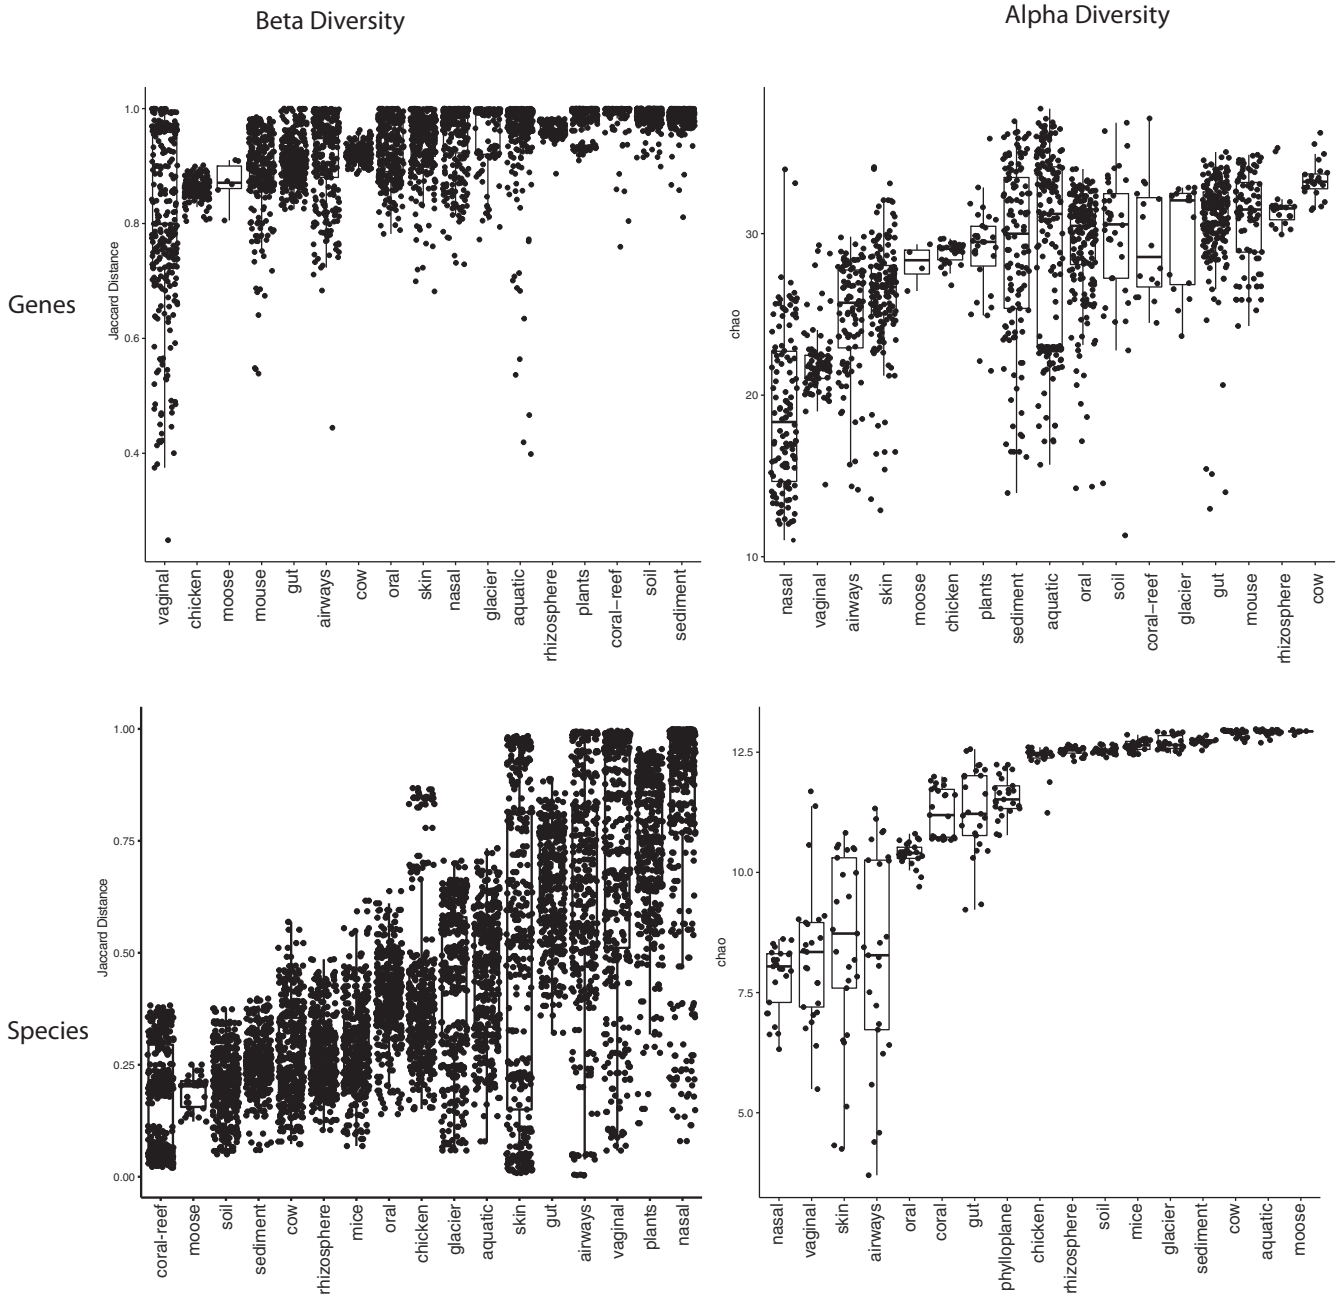 Beta Diversity
Alpha Diversity
Genes
Jaccard Distance
1.0
0.8
0.6
0.4
vaginal
chicken
moose
mouse
gut
airways
cow
oral
skin
nasal
glacier
aquatic
rhizosphere
plants
coral-reef
soil
sediment
chao
30
20
10
nasal
vaginal
airways
skin
moose
chicken
plants
sediment
aquatic
oral
soil
coral-reef
glacier
gut
mouse
rhizosphere
cow
Species
Jaccard Distance
1.00
0.75
0.50
0.25
0.00
coral-reef
moose
soil
sediment
cow
rhizosphere
mice
oral
chicken
glacier
aquatic
skin
gut
airways
vaginal
plants
nasal
chao
12.5
10.0
7.5
5.0
nasal
vaginal
skin
airways
oral
coral
gut
phylloplane
chicken
rhizosphere
soil
mice
glacier
sediment
cow
aquatic
moose